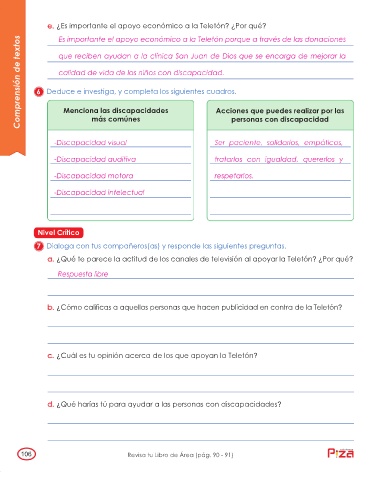 e. ¿Es importante el apoyo económico a la Teletón? ¿Por qué?
Es importante el apoyo económico a la Teletón porque a través de las donaciones
que reciben ayudan a la clínica San Juan de Dios que se encarga de mejorar la
calidad de vida de los niños con discapacidad.
Comprensión de textos
6 Deduce e investiga, y completa los siguientes cuadros.
Menciona las discapacidades
más comúnes
-Discapacidad visual
-Discapacidad auditiva
-Discapacidad motora
-Discapacidad intelectual
Acciones que puedes realizar por las
personas con discapacidad
Ser paciente, solidarios, empáticos,
tratarlos con igualdad, quererlos y
respetarlos.
Nivel Crítico
7 Dialoga con tus compañeros(as) y responde las siguientes preguntas.
a. ¿Qué te parece la actitud de los canales de televisión al apoyar la Teletón? ¿Por qué?
Respuesta libre
b. ¿Cómo calificas a aquellas personas que hacen publicidad en contra de la Teletón?
c. ¿Cuál es tu opinión acerca de los que apoyan la Teletón?
d. ¿Qué harías tú para ayudar a las personas con discapacidades?
106
Revisa tu Libro de Área (pág. 90 - 91)